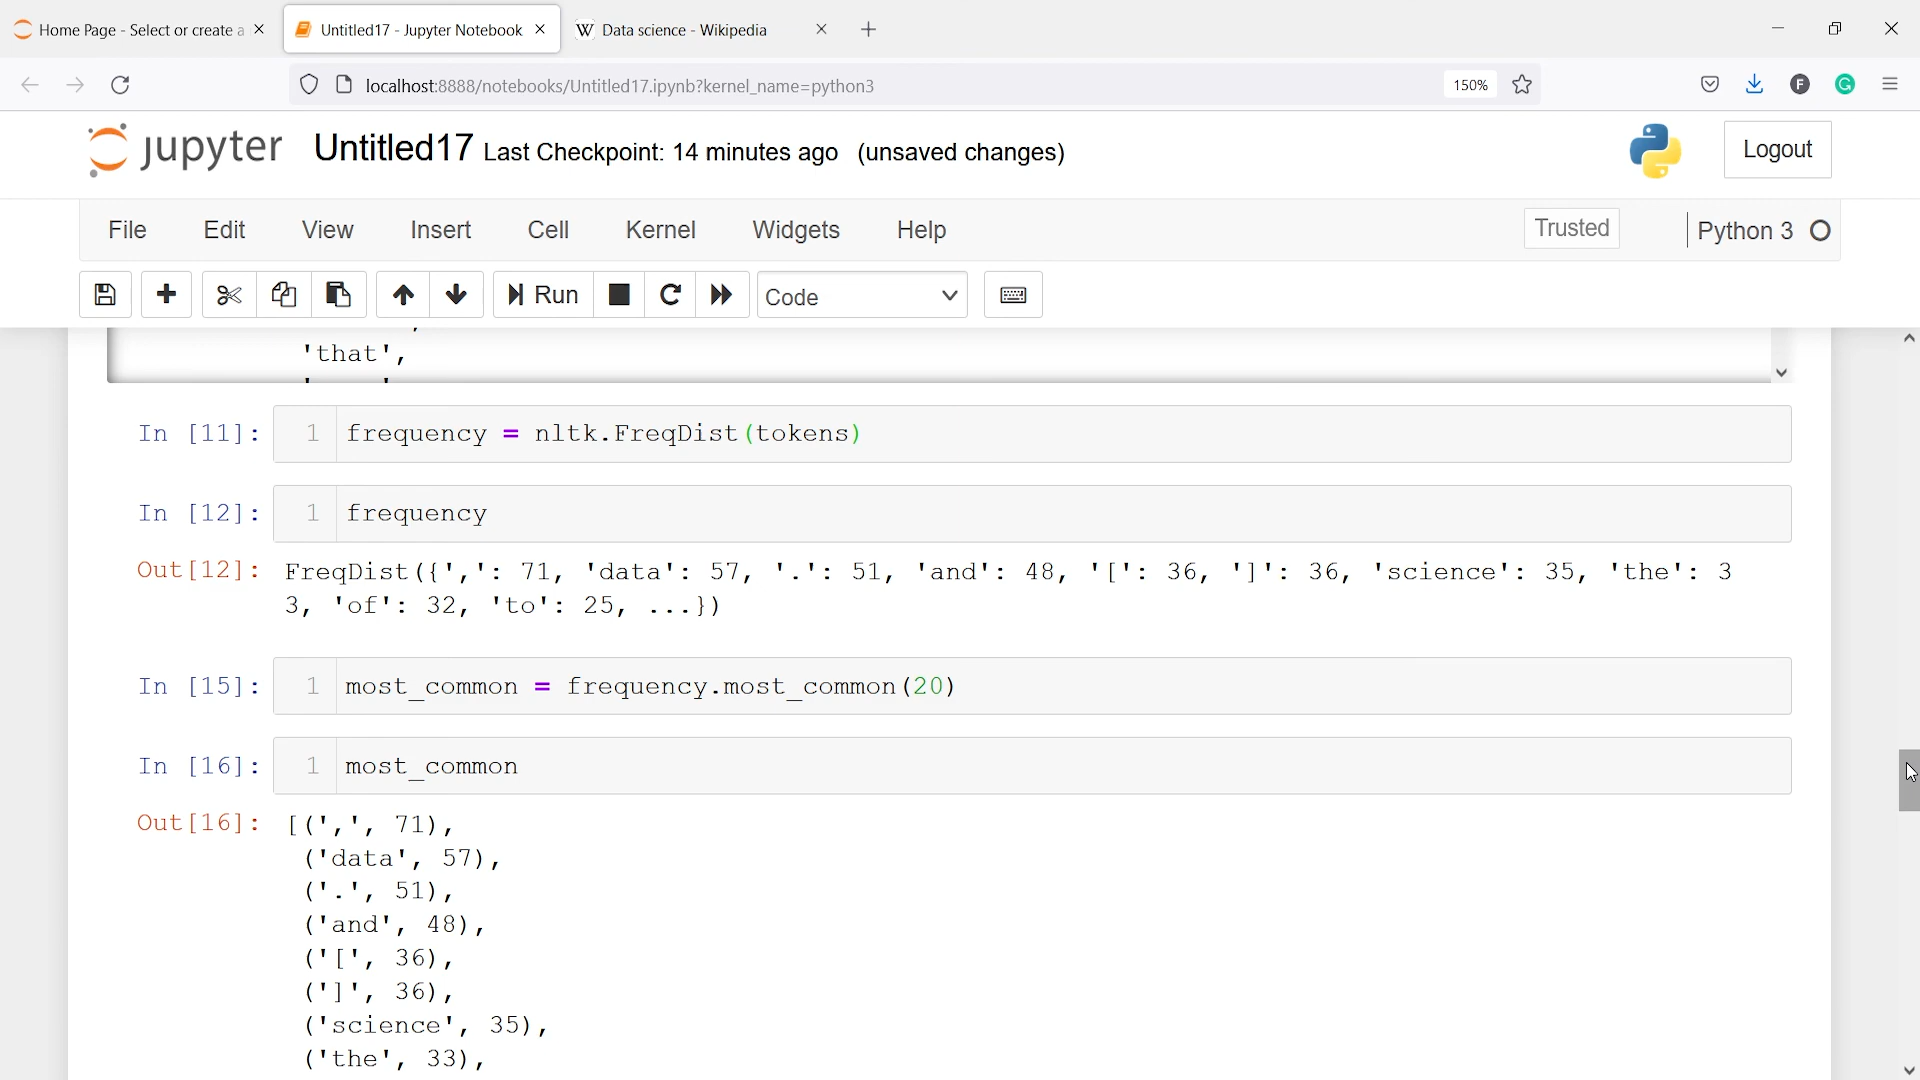 Home Page - Select or create a
Untitled17 - Jupyter Notebook
W Data science - Wikipedia
localhost:8888/notebooks/Untitled17.ipynb?kernel_name=python3
150%
F
G
jupyter Untitled17 Last Checkpoint: 14 minutes ago (unsaved changes)
Logout
File Edit View Insert Cell Kernel Widgets Help
Trusted
Python 3
Run
Code
'that',
In [11]: 1 frequency = nltk.FreqDist(tokens)
In [12]: 1 frequency
Out[12]: FreqDist({',': 71, 'data': 57, '.': 51, 'and': 48, '[': 36, ']': 36, 'science': 35, 'the': 3
3, 'of': 32, 'to': 25, ...})
In [15]: 1 most_common = frequency.most_common(20)
In [16]: 1 most_common
Out[16]: [(',', 71),
('data', 57),
('.', 51),
('and', 48),
('[', 36),
(']', 36),
('science', 35),
('the', 33),